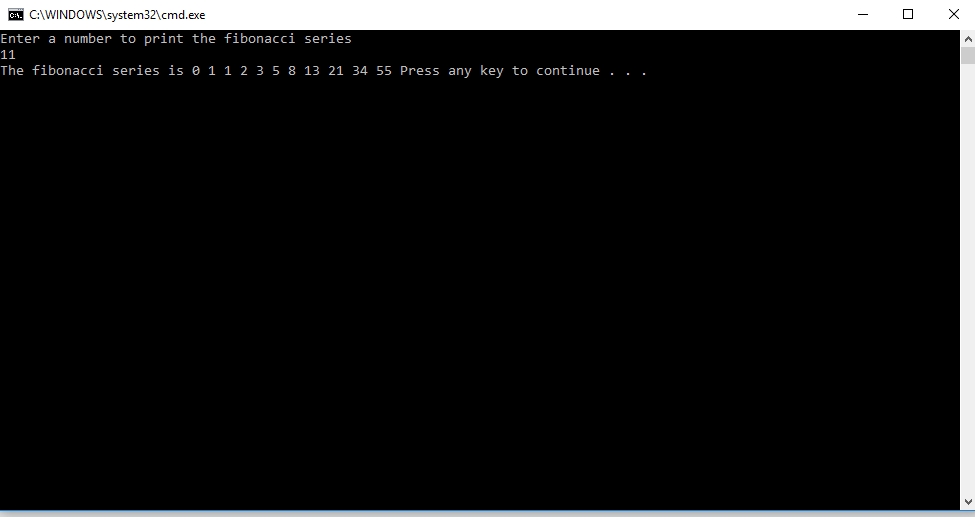 C:\WINDOWS\system32\cmd.exe
Enter a number to print the fibonacci series
11
The fibonacci series is 0 1 1 2 3 5 8 13 21 34 55 Press any key to continue . . .